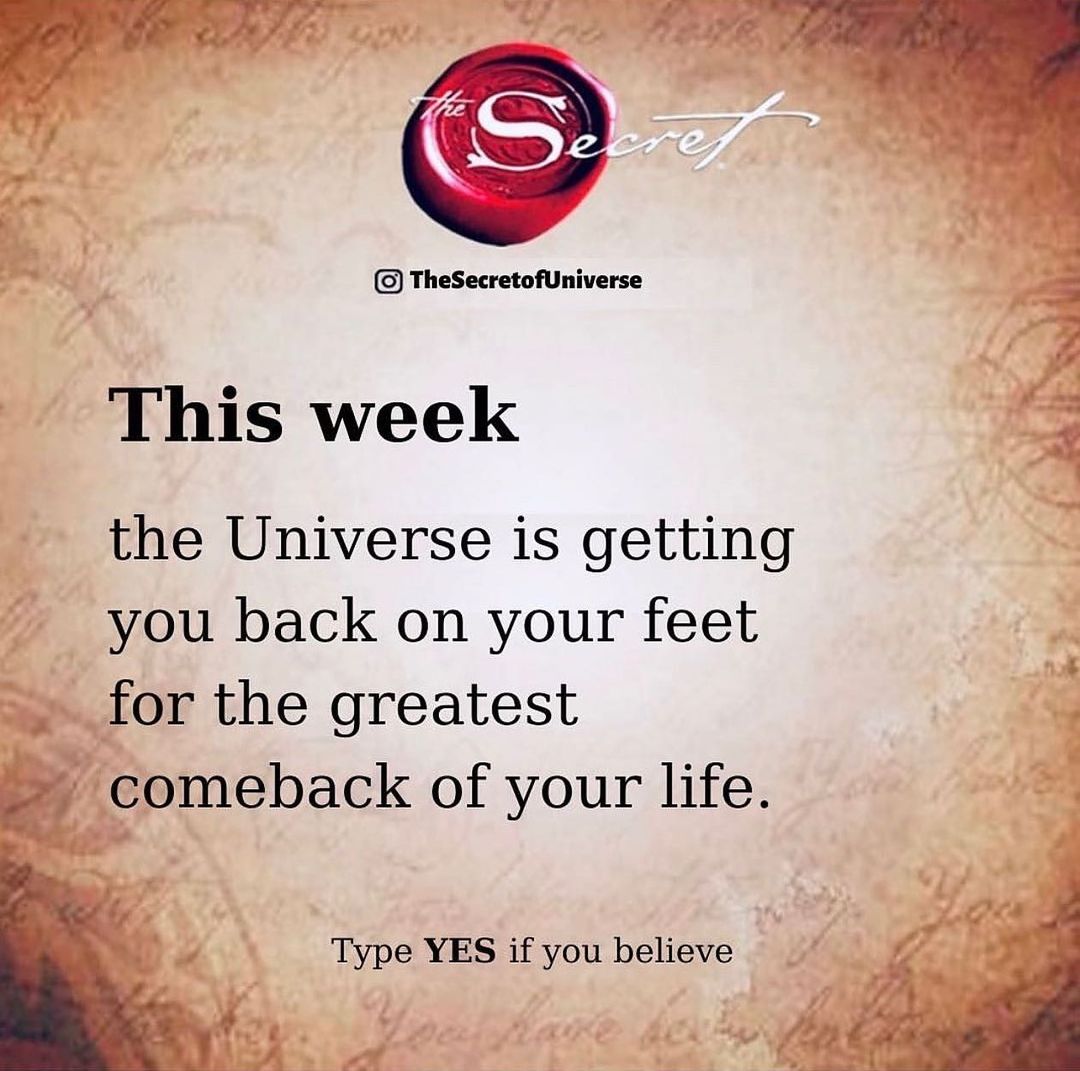 the Secret
TheSecretofUniverse
This week
the Universe is getting
you back on your feet
for the greatest
comeback of your life.
Type YES if you believe